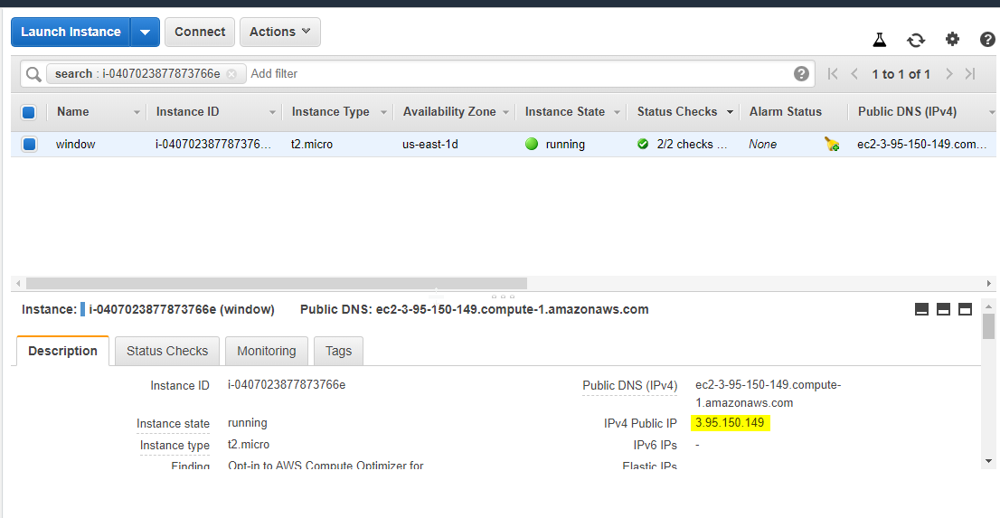 Launch Instance Connect Actions
search : i-0407023877873766e Add filter 1 to 1 of 1
Name Instance ID Instance Type Availability Zone Instance State Status Checks Alarm Status Public DNS (IPv4)
window i-040702387787376... t2.micro us-east-1d running 2/2 checks ... None ec2-3-95-150-149.com...
Instance: i-0407023877873766e (window) Public DNS: ec2-3-95-150-149.compute-1.amazonaws.com
Description Status Checks Monitoring Tags
Instance ID i-0407023877873766e Public DNS (IPv4) ec2-3-95-150-149.compute-
1.amazonaws.com
Instance state running IPv4 Public IP 3.95.150.149
Instance type t2.micro IPv6 IPs -
Finding Opt-in to AWS Compute Optimizer for Elastic IPs